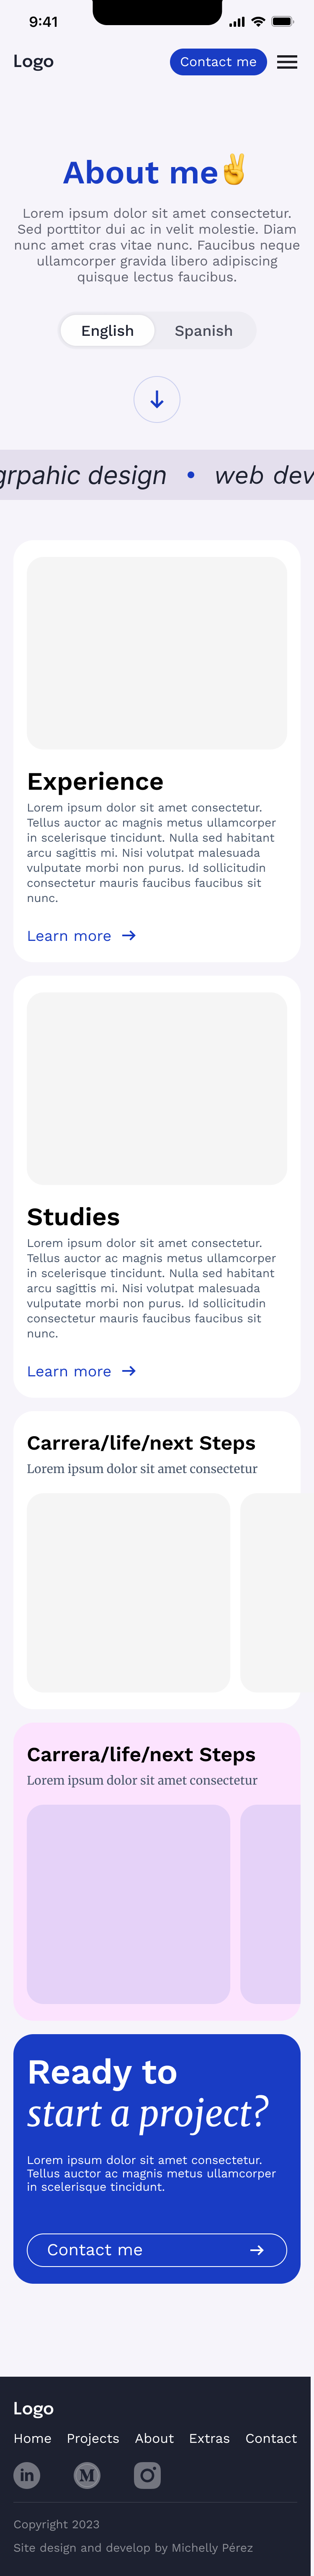 9:41
Logo
Contact me
About me✌️
Lorem ipsum dolor sit amet consectetur.
Sed porttitor dui ac in velit molestie. Diam
nunc amet cras vitae nunc. Faucibus neque
ullamcorper gravida libero adipiscing
quisque lectus faucibus.
English
Spanish
grpahic design • web dev
Experience
Lorem ipsum dolor sit amet consectetur.
Tellus auctor ac magnis metus ullamcorper
in scelerisque tincidunt. Nulla sed habitant
arcu sagittis mi. Nisi volutpat malesuada
vulputate morbi non purus. Id sollicitudin
consectetur mauris faucibus faucibus sit
nunc.
Learn more →
Studies
Lorem ipsum dolor sit amet consectetur.
Tellus auctor ac magnis metus ullamcorper
in scelerisque tincidunt. Nulla sed habitant
arcu sagittis mi. Nisi volutpat malesuada
vulputate morbi non purus. Id sollicitudin
consectetur mauris faucibus faucibus sit
nunc.
Learn more →
Carrera/life/next Steps
Lorem ipsum dolor sit amet consectetur
Carrera/life/next Steps
Lorem ipsum dolor sit amet consectetur
Ready to
start a project?
Lorem ipsum dolor sit amet consectetur.
Tellus auctor ac magnis metus ullamcorper
in scelerisque tincidunt.
Contact me →
Logo
Home Projects About Extras Contact
in M
Copyright 2023
Site design and develop by Michelly Pérez